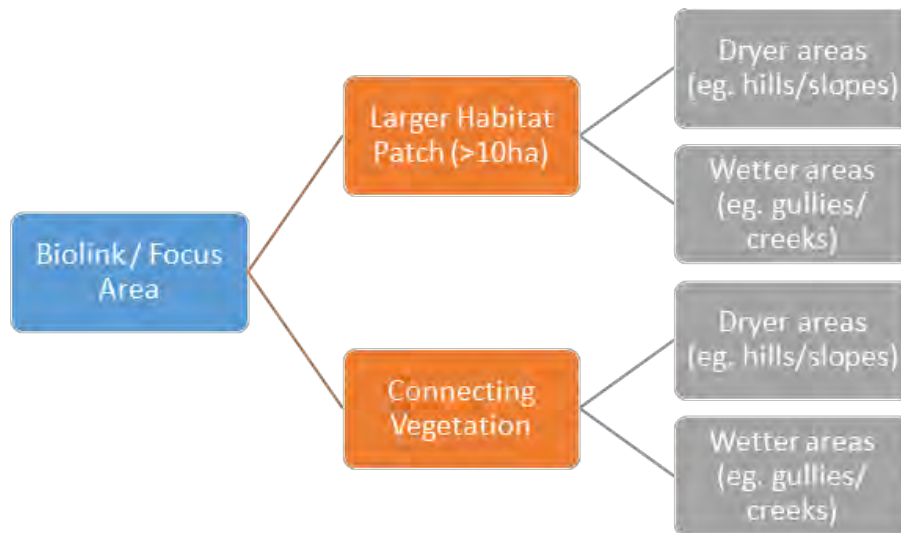 Biolink / Focus
Area
Larger Habitat
Patch (>10ha)
Dryer areas
(eg. hills/slopes)
Wetter areas
(eg. gullies/
creeks)
Connecting
Vegetation
Dryer areas
(eg. hills/slopes)
Wetter areas
(eg. gullies/
creeks)